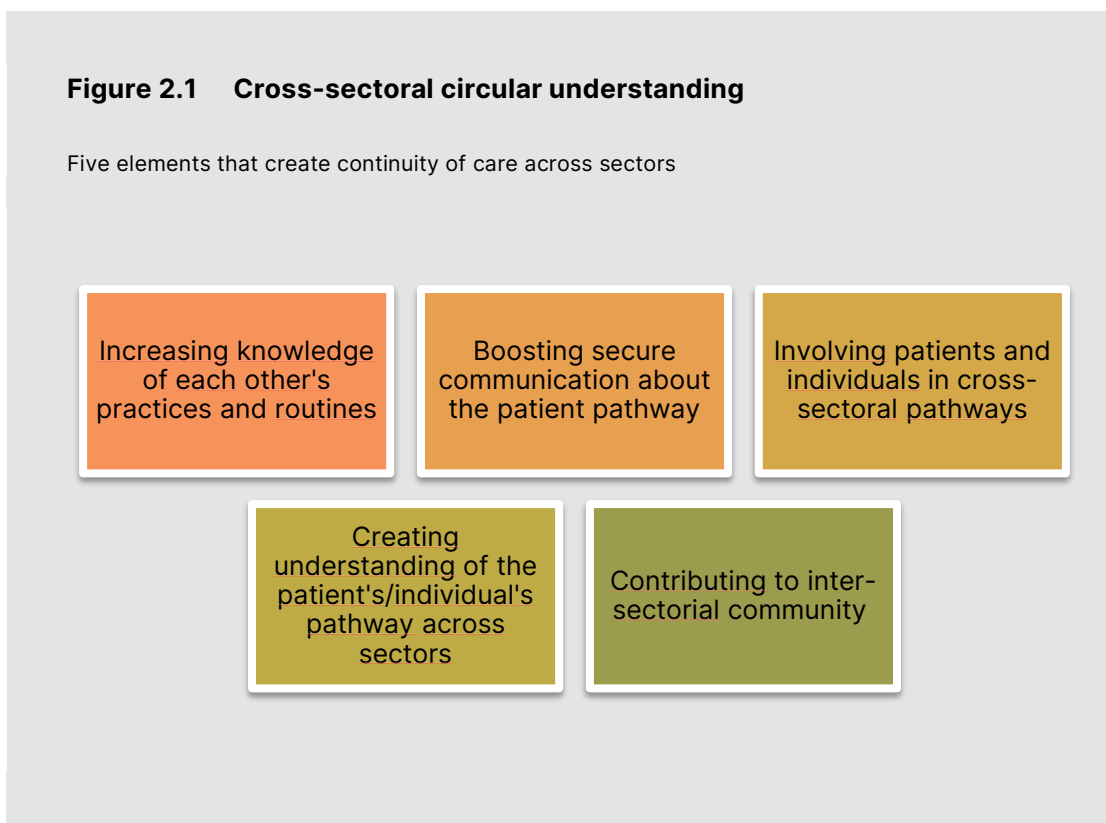 Figure 2.1 Cross-sectoral circular understanding
Five elements that create continuity of care across sectors
Increasing knowledge
of each other's
practices and routines
Boosting secure
communication about
the patient pathway
Involving patients and
individuals in cross-
sectoral pathways
Creating
understanding of the
patient's/individual's
pathway across
sectors
Contributing to inter-
sectorial community